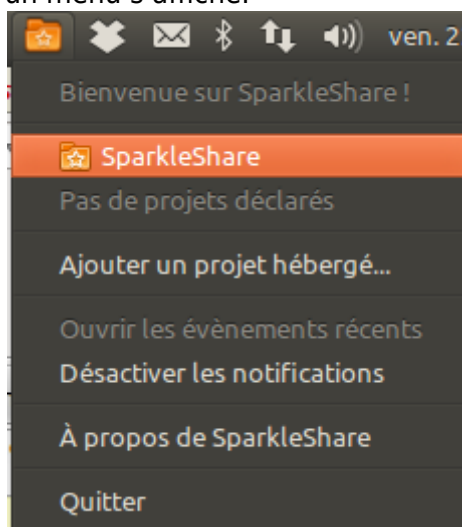 un menu s'affiche.
ven. 2
Bienvenue sur SparkleShare !
SparkleShare
Pas de projets déclarés
Ajouter un projet hébergé...
Ouvrir les évènements récents
Désactiver les notifications
À propos de SparkleShare
Quitter